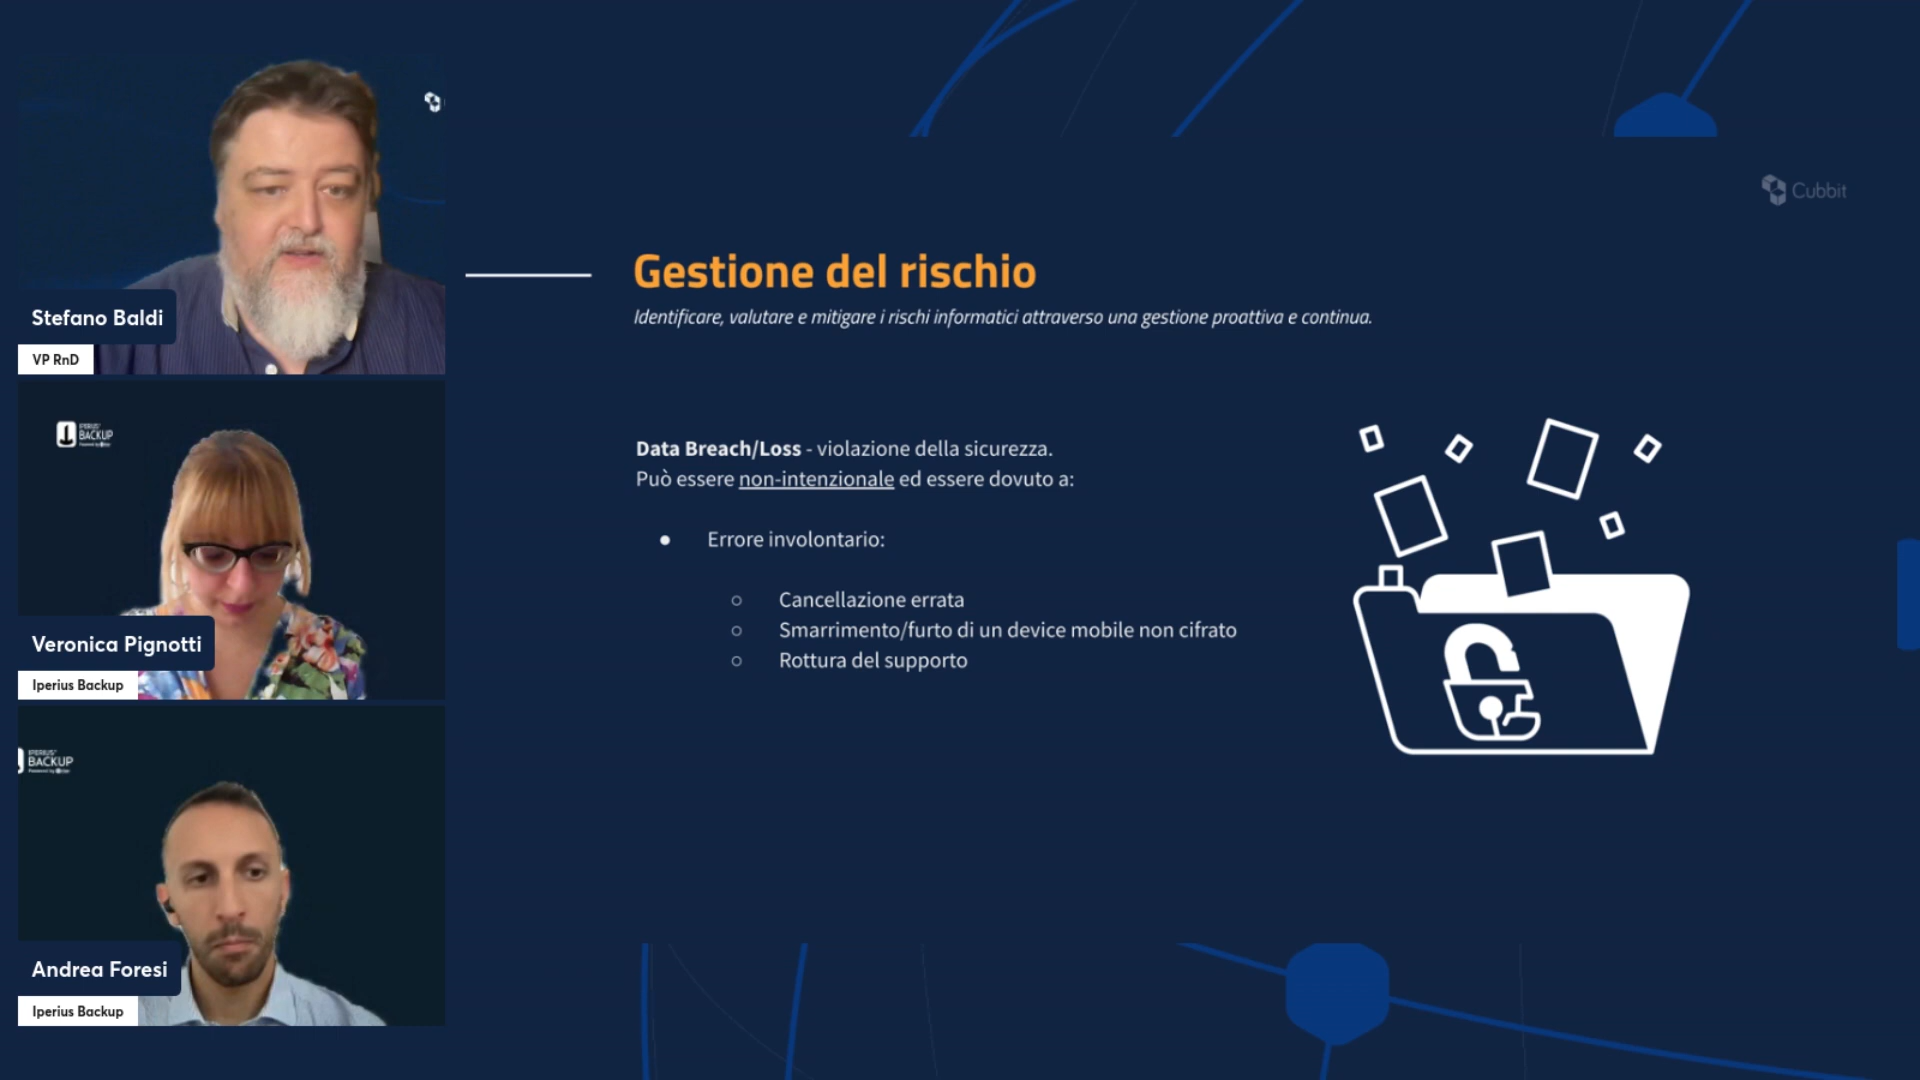 Stefano Baldi
VP RnD
IPERIUS
BACKUP
Veronica Pignotti
Iperius Backup
IPERIUS
BACKUP
Andrea Foresi
Iperius Backup
Cubbit
Gestione del rischio
Identificare, valutare e mitigare i rischi informatici attraverso una gestione proattiva e continua.
Data Breach/Loss - violazione della sicurezza.
Può essere non-intenzionale ed essere dovuto a:
● Errore involontario:
○ Cancellazione errata
○ Smarrimento/furto di un device mobile non cifrato
○ Rottura del supporto